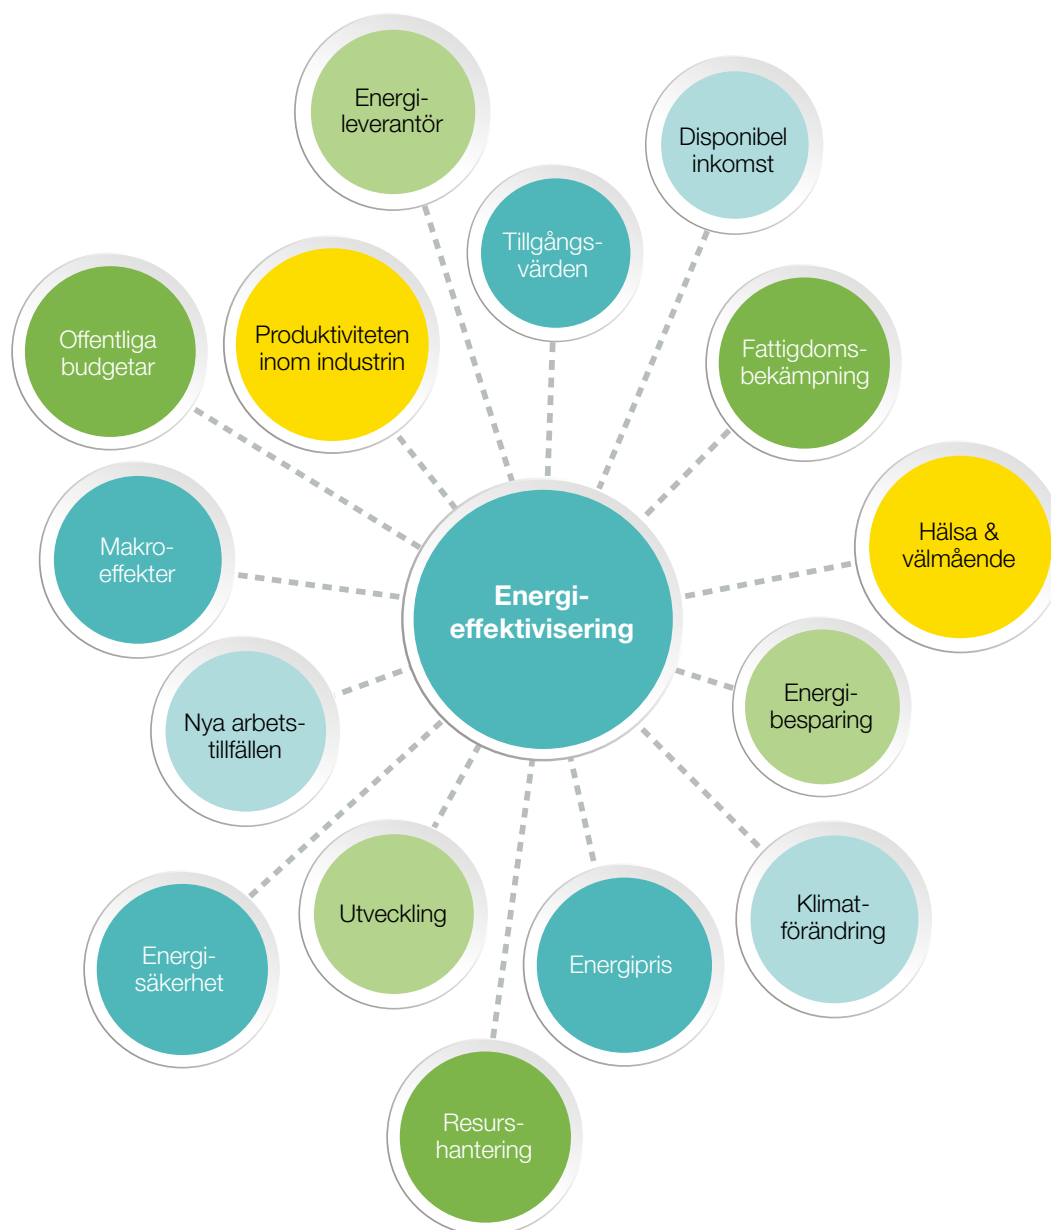 Energi-
leverantör
Disponibel
inkomst
Tillgångs-
värden
Offentliga
budgetar
Produktiviteten
inom industrin
Fattigdoms-
bekämpning
Makro-
effekter
Hälsa &
välmående
Energi-
effektivisering
Nya arbets-
tillfällen
Energi-
besparing
Energi-
säkerhet
Utveckling
Energipris
Klimat-
förändring
Resurs-
hantering